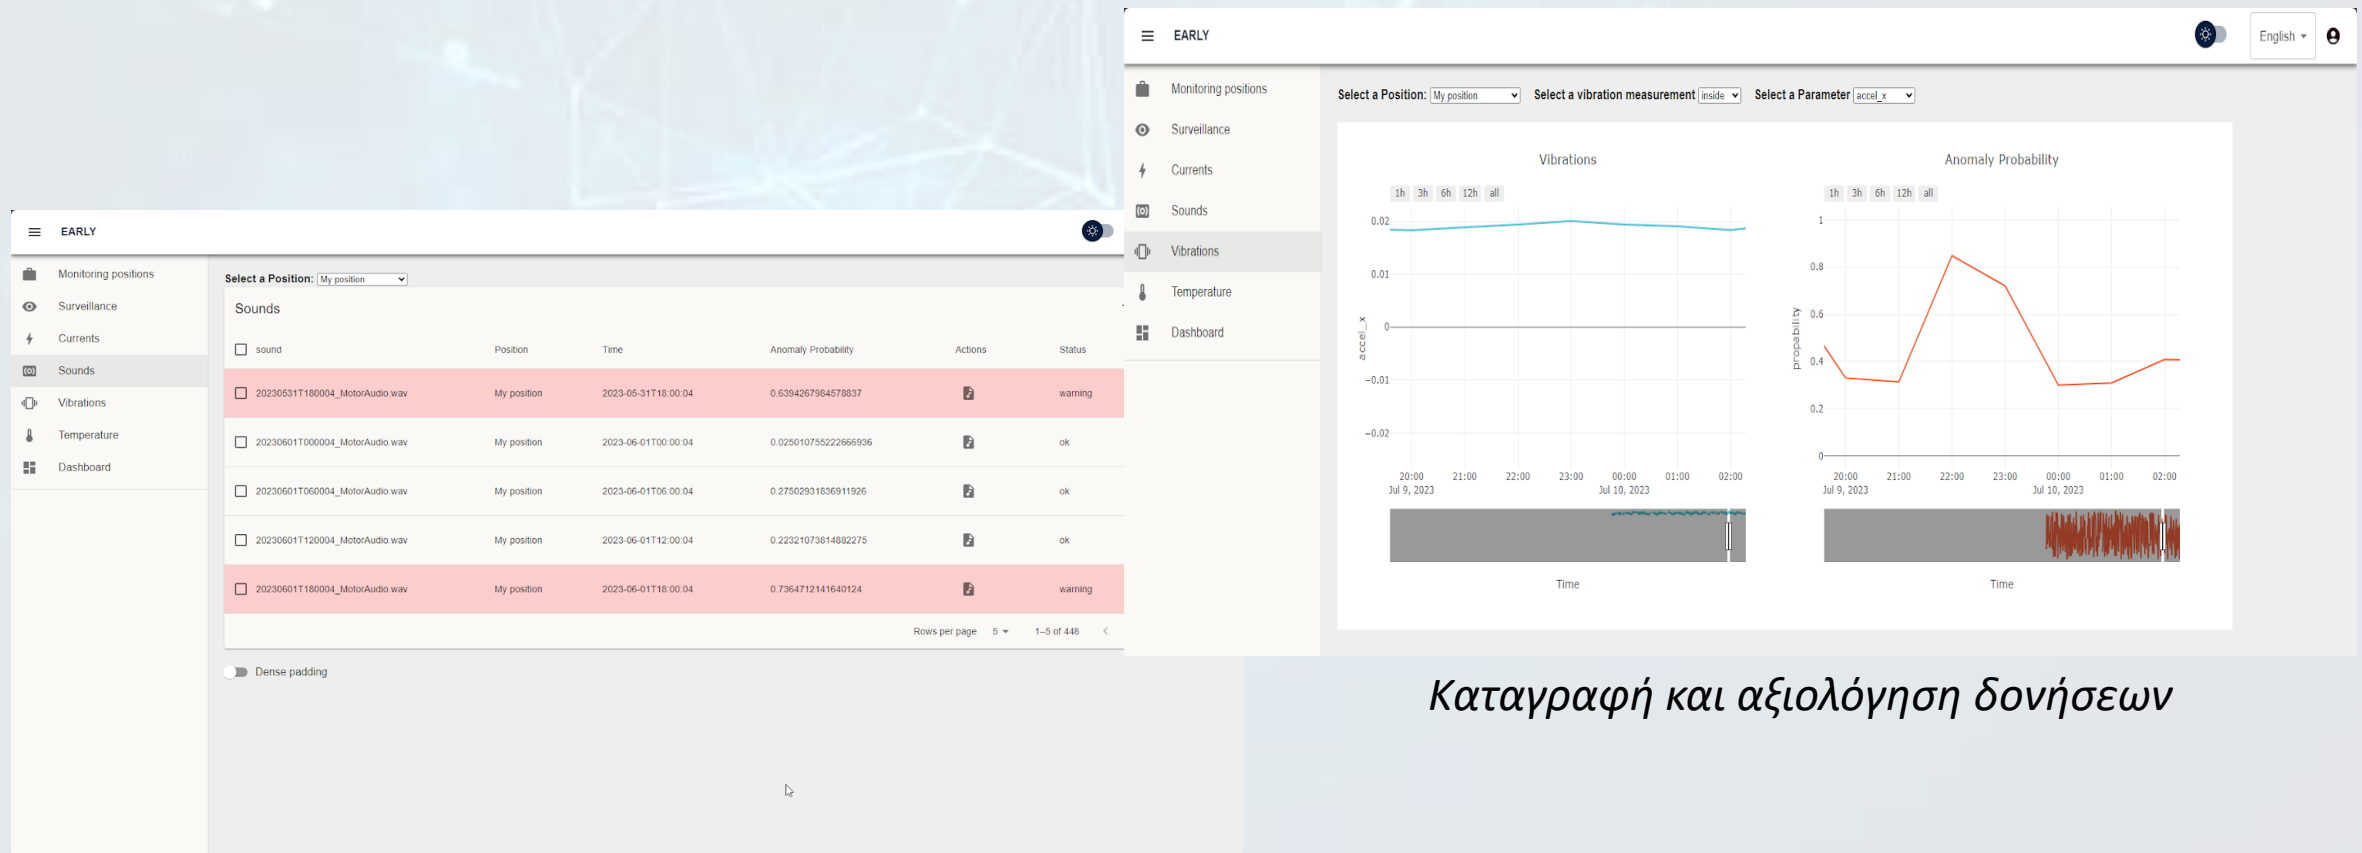 EARLY
Monitoring positions
Surveillance
Currents
Sounds
Vibrations
Temperature
Dashboard
Select a Position: My position
Sounds
sound Position Time Anomaly Probability Actions Status
20230531T180004_MotorAudio.wav My position 2023-05-31T18:00:04 0.6394267984578837 warning
20230601T000004_MotorAudio.wav My position 2023-06-01T00:00:04 0.025010755222666936 ok
20230601T060004_MotorAudio.wav My position 2023-06-01T06:00:04 0.27502931836911926 ok
20230601T120004_MotorAudio.wav My position 2023-06-01T12:00:04 0.22321073814882275 ok
20230601T180004_MotorAudio.wav My position 2023-06-01T18:00:04 0.7364712141640124 warning
Rows per page 5 1–5 of 448
Dense padding
EARLY
English
Monitoring positions
Surveillance
Currents
Sounds
Vibrations
Temperature
Dashboard
Select a Position: My position Select a vibration measurement inside Select a Parameter accel_x
Vibrations
1h 3h 6h 12h all
0.02
0.01
0
−0.01
−0.02
accel_x
20:00 21:00 22:00 23:00 00:00 01:00 02:00
Jul 9, 2023 Jul 10, 2023
Time
Anomaly Probability
1h 3h 6h 12h all
1
0.8
0.6
0.4
0.2
0
propability
20:00 21:00 22:00 23:00 00:00 01:00 02:00
Jul 9, 2023 Jul 10, 2023
Time
Καταγραφή και αξιολόγηση δονήσεων